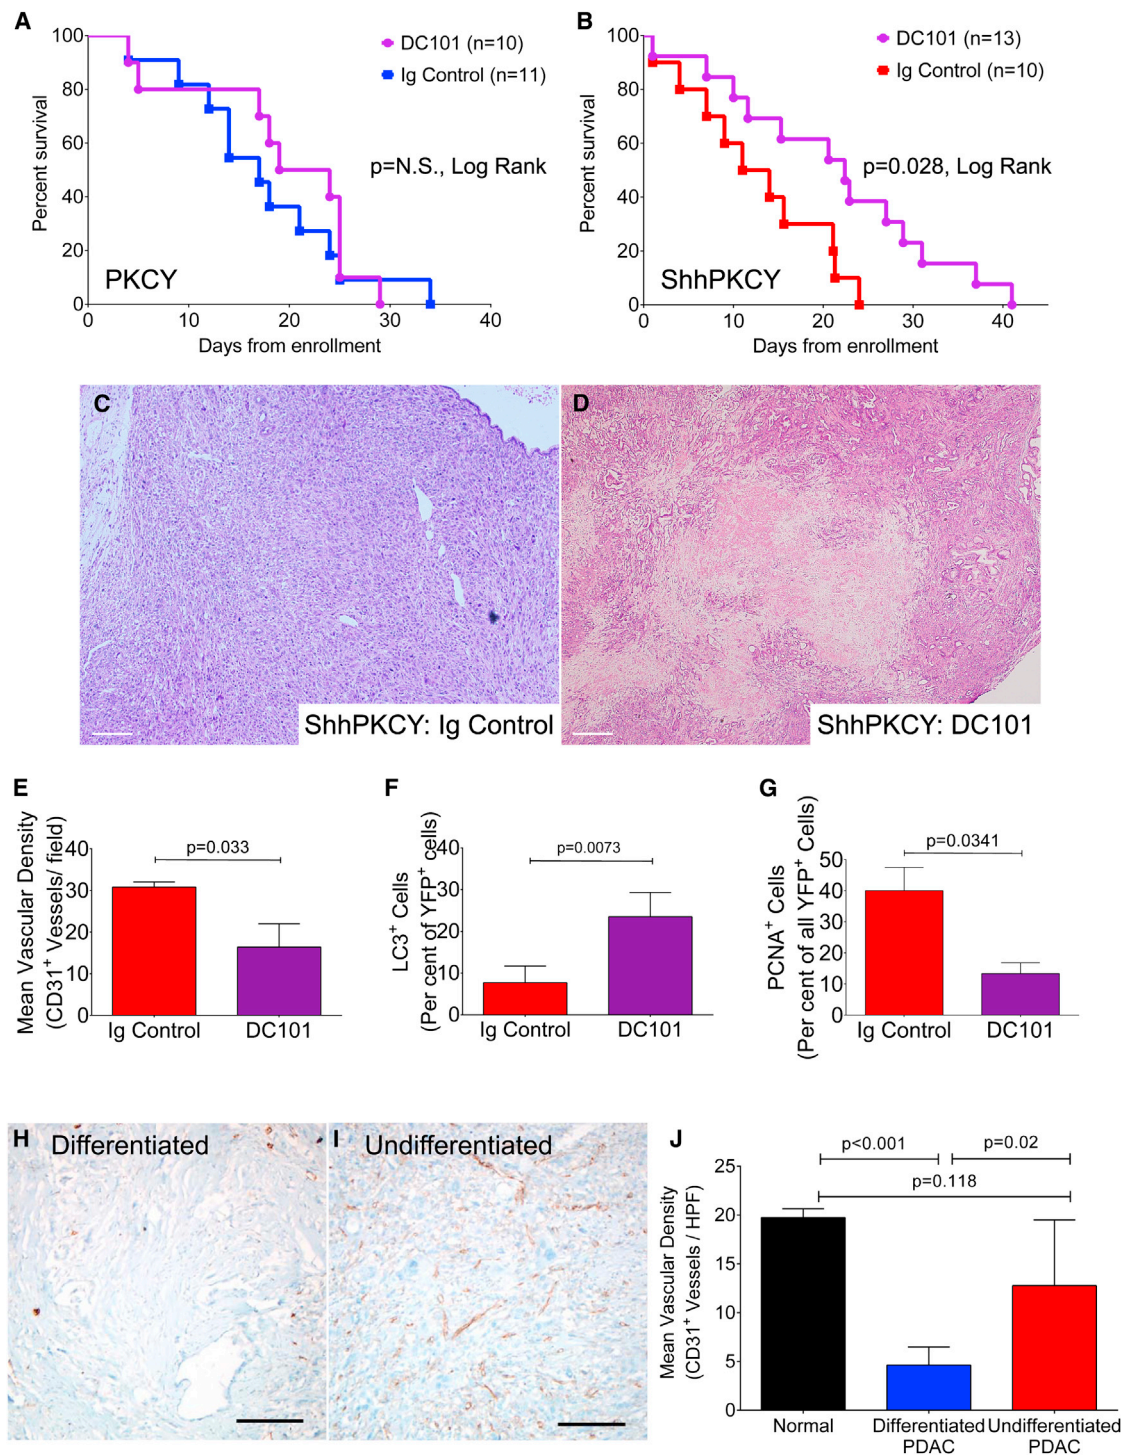 A
100
80
60
40
20
0
Percent survival
DC101 (n=10)
Ig Control (n=11)
p=N.S., Log Rank
PKCY
0 10 20 30 40
Days from enrollment
B
100
80
60
40
20
0
Percent survival
DC101 (n=13)
Ig Control (n=10)
p=0.028, Log Rank
ShhPKCY
0 10 20 30 40
Days from enrollment
C
ShhPKCY: Ig Control
D
ShhPKCY: DC101
E
Mean Vascular Density
(CD31+ Vessels/ field)
40
30
20
10
0
p=0.033
Ig Control DC101
F
LC3+ Cells
(Per cent of YFP+ cells)
40
30
20
10
0
p=0.0073
Ig Control DC101
G
PCNA+ Cells
(Per cent of all YFP+ Cells)
50
40
30
20
10
0
p=0.0341
Ig Control DC101
H Differentiated
I Undifferentiated
J
Mean Vascular Density
(CD31+ Vessels / HPF)
25
20
15
10
5
0
p<0.001 p=0.02
p=0.118
Normal Differentiated Undifferentiated
PDAC PDAC